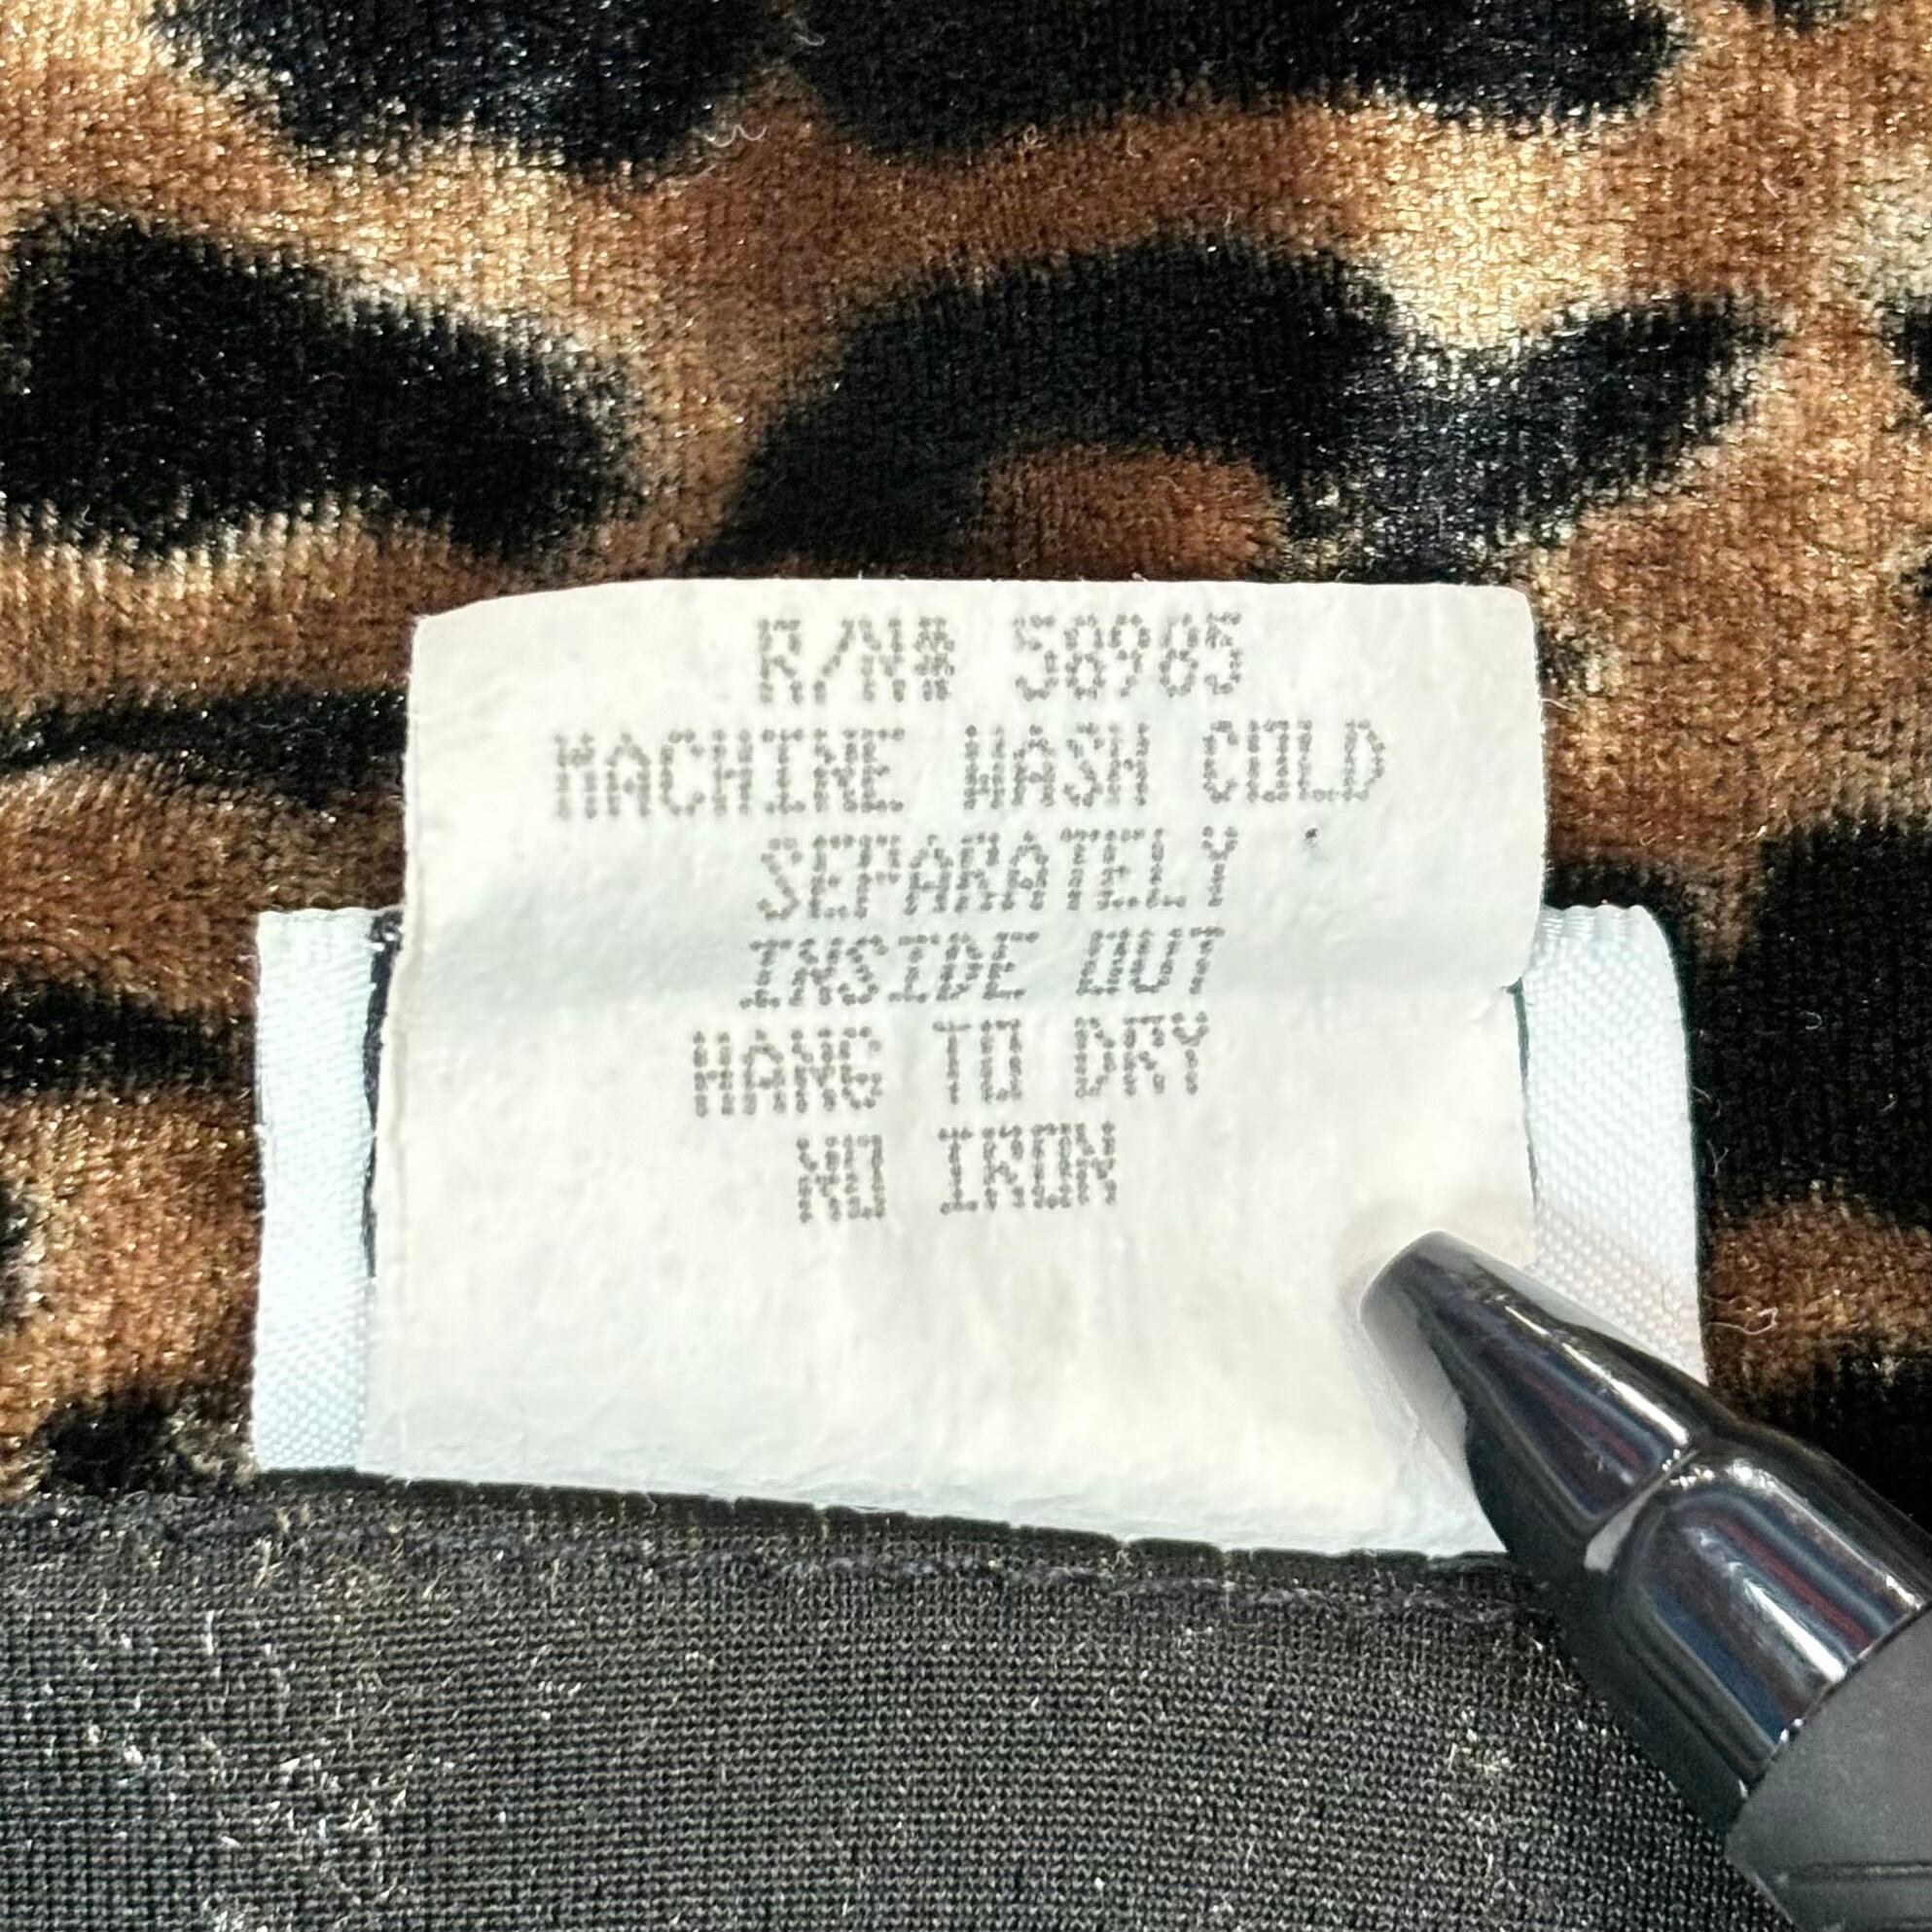 R/N# 58985
MACHINE WASH COLD
SEPARATELY
INSIDE OUT
HANG TO DRY
NO IRON